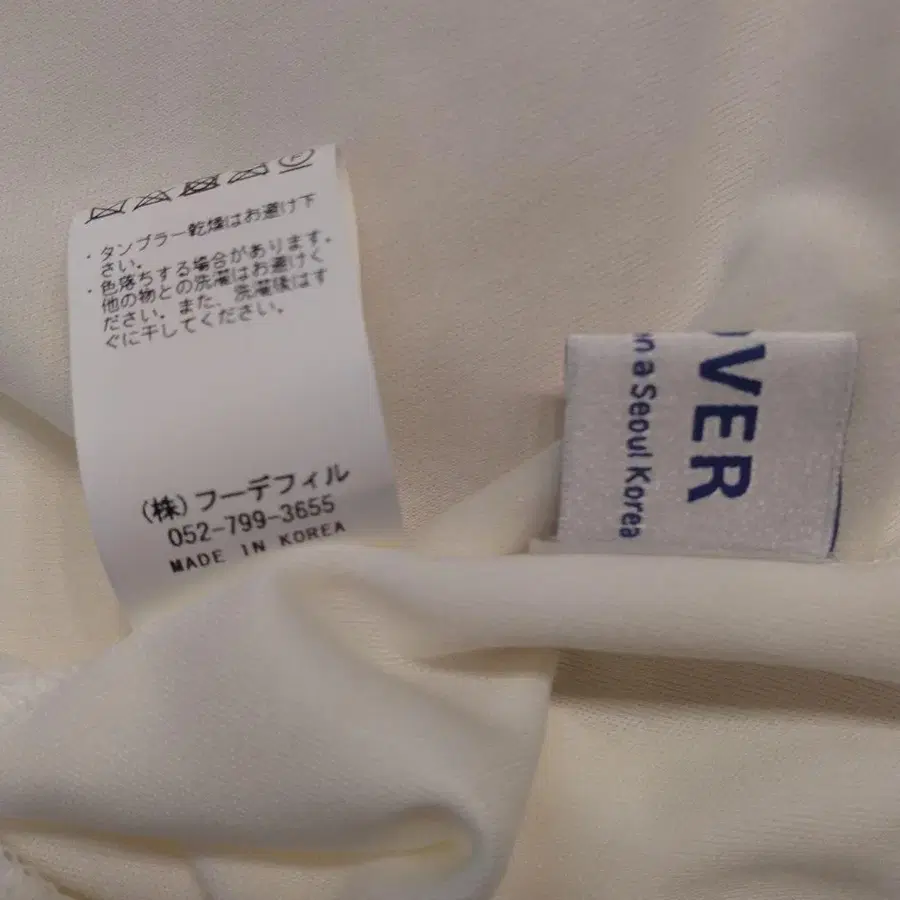 ・タンブラー乾燥はお避け下
さい。
・色落ちする場合があります。
他の物との洗濯はお避けく
ださい。また、洗濯後はす
ぐに干してください。
(株)フーデフィル
052-799-3655
MADE IN KOREA
OVER
on a Seoul Korea